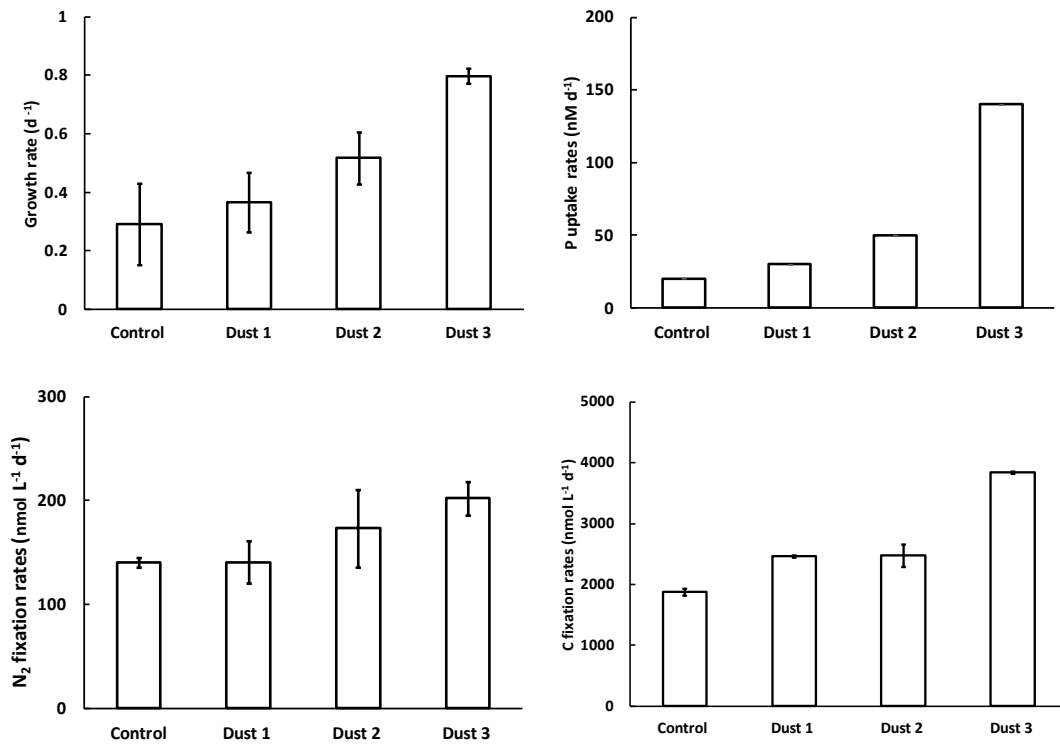 Growth rate (d⁻¹)
1
0.8
0.6
0.4
0.2
0
Control Dust 1 Dust 2 Dust 3
P uptake rates (nM d⁻¹)
200
150
100
50
0
Control Dust 1 Dust 2 Dust 3
N₂ fixation rates (nmol L⁻¹ d⁻¹)
300
200
100
0
Control Dust 1 Dust 2 Dust 3
C fixation rates (nmol L⁻¹ d⁻¹)
5000
4000
3000
2000
1000
0
Control Dust 1 Dust 2 Dust 3